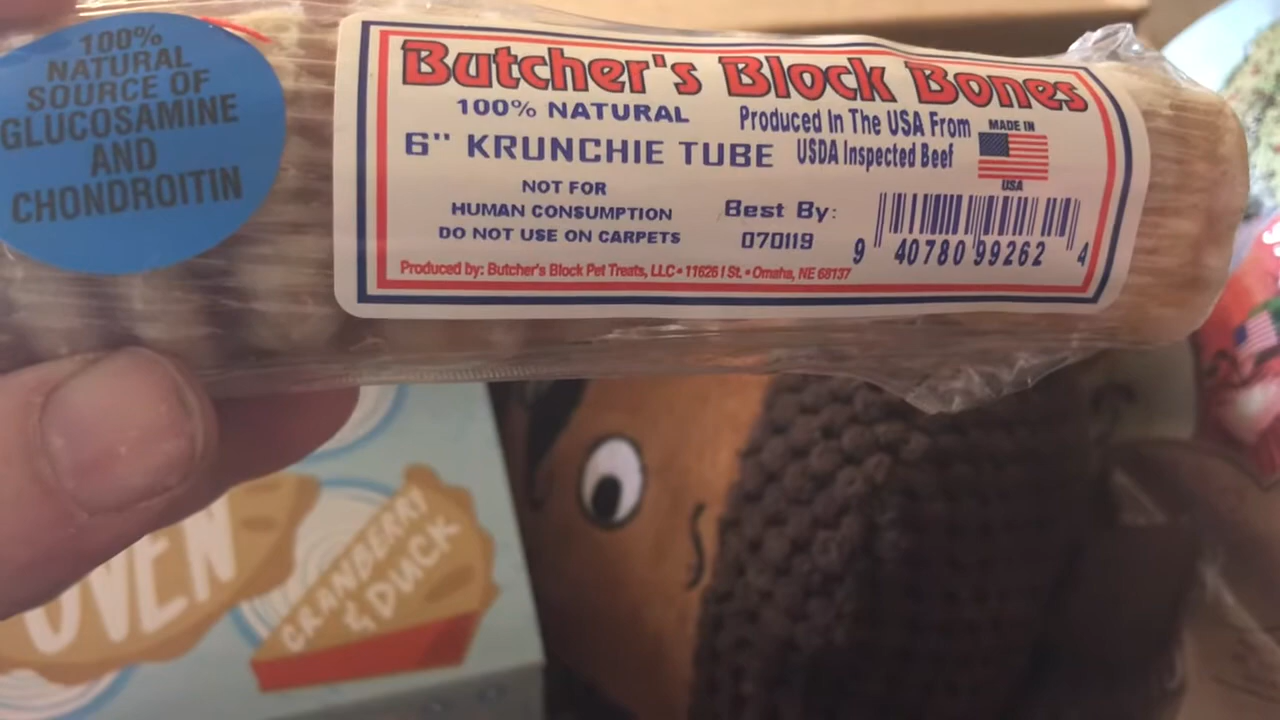 100%
NATURAL
SOURCE OF
GLUCOSAMINE
AND
CHONDROITIN
Butcher's Block Bones
100% NATURAL
6" KRUNCHIE TUBE
Produced In The USA From
USDA Inspected Beef
MADE IN
USA
NOT FOR
HUMAN CONSUMPTION
DO NOT USE ON CARPETS
Best By:
070119
9 40780 99262 4
Produced by: Butcher's Block Pet Treats, LLC • 11626 I St. • Omaha, NE 68137
OVEN
CRANBERRY
& DUCK